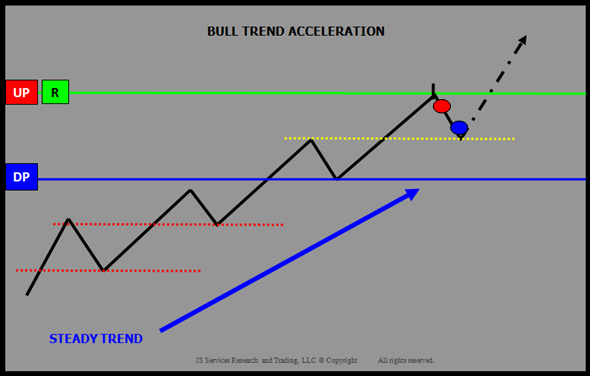 BULL TREND ACCELERATION
UP R
DP
STEADY TREND
JS Services Research and Trading, LLC © Copyright. All rights reserved.